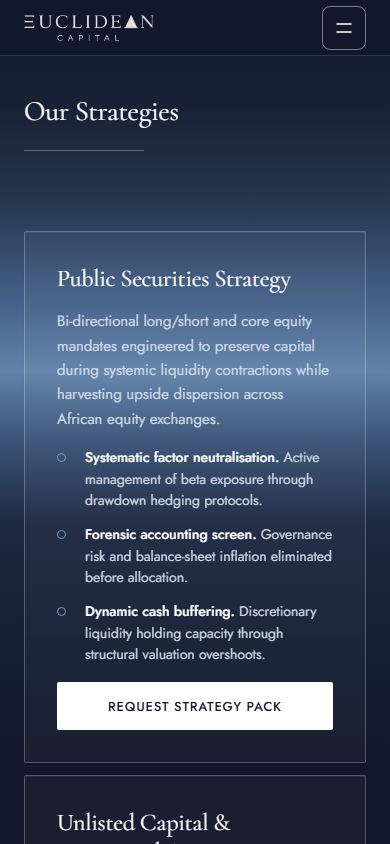 EUCLIDEAN
CAPITAL
Our Strategies
Public Securities Strategy
Bi-directional long/short and core equity
mandates engineered to preserve capital
during systemic liquidity contractions while
harvesting upside dispersion across
African equity exchanges.
Systematic factor neutralisation. Active
management of beta exposure through
drawdown hedging protocols.
Forensic accounting screen. Governance
risk and balance-sheet inflation eliminated
before allocation.
Dynamic cash buffering. Discretionary
liquidity holding capacity through
structural valuation overshoots.
REQUEST STRATEGY PACK
Unlisted Capital &